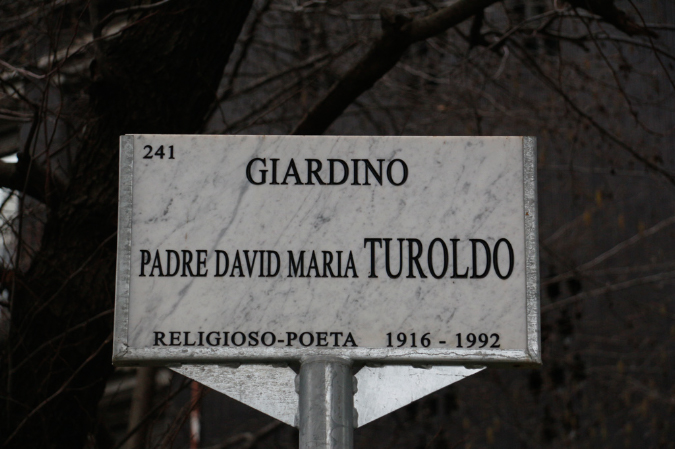 241
GIARDINO
PADRE DAVID MARIA TUROLDO
RELIGIOSO-POETA 1916 - 1992